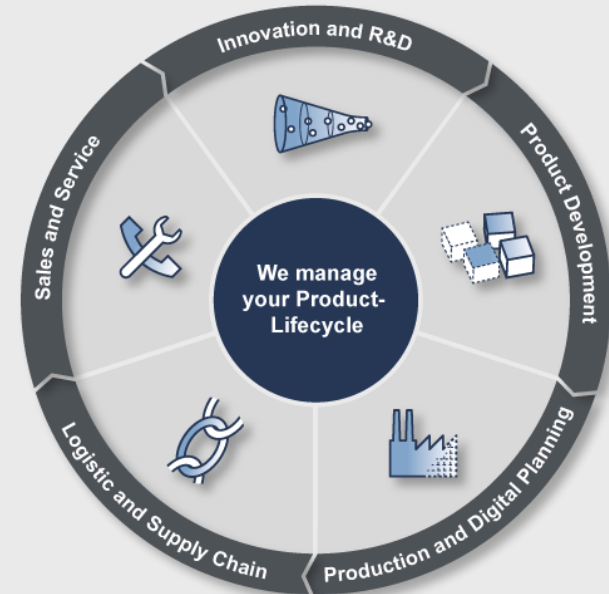 Innovation and R&D
Product Development
Production and Digital Planning
Logistic and Supply Chain
Sales and Service
We manage
your Product-
Lifecycle